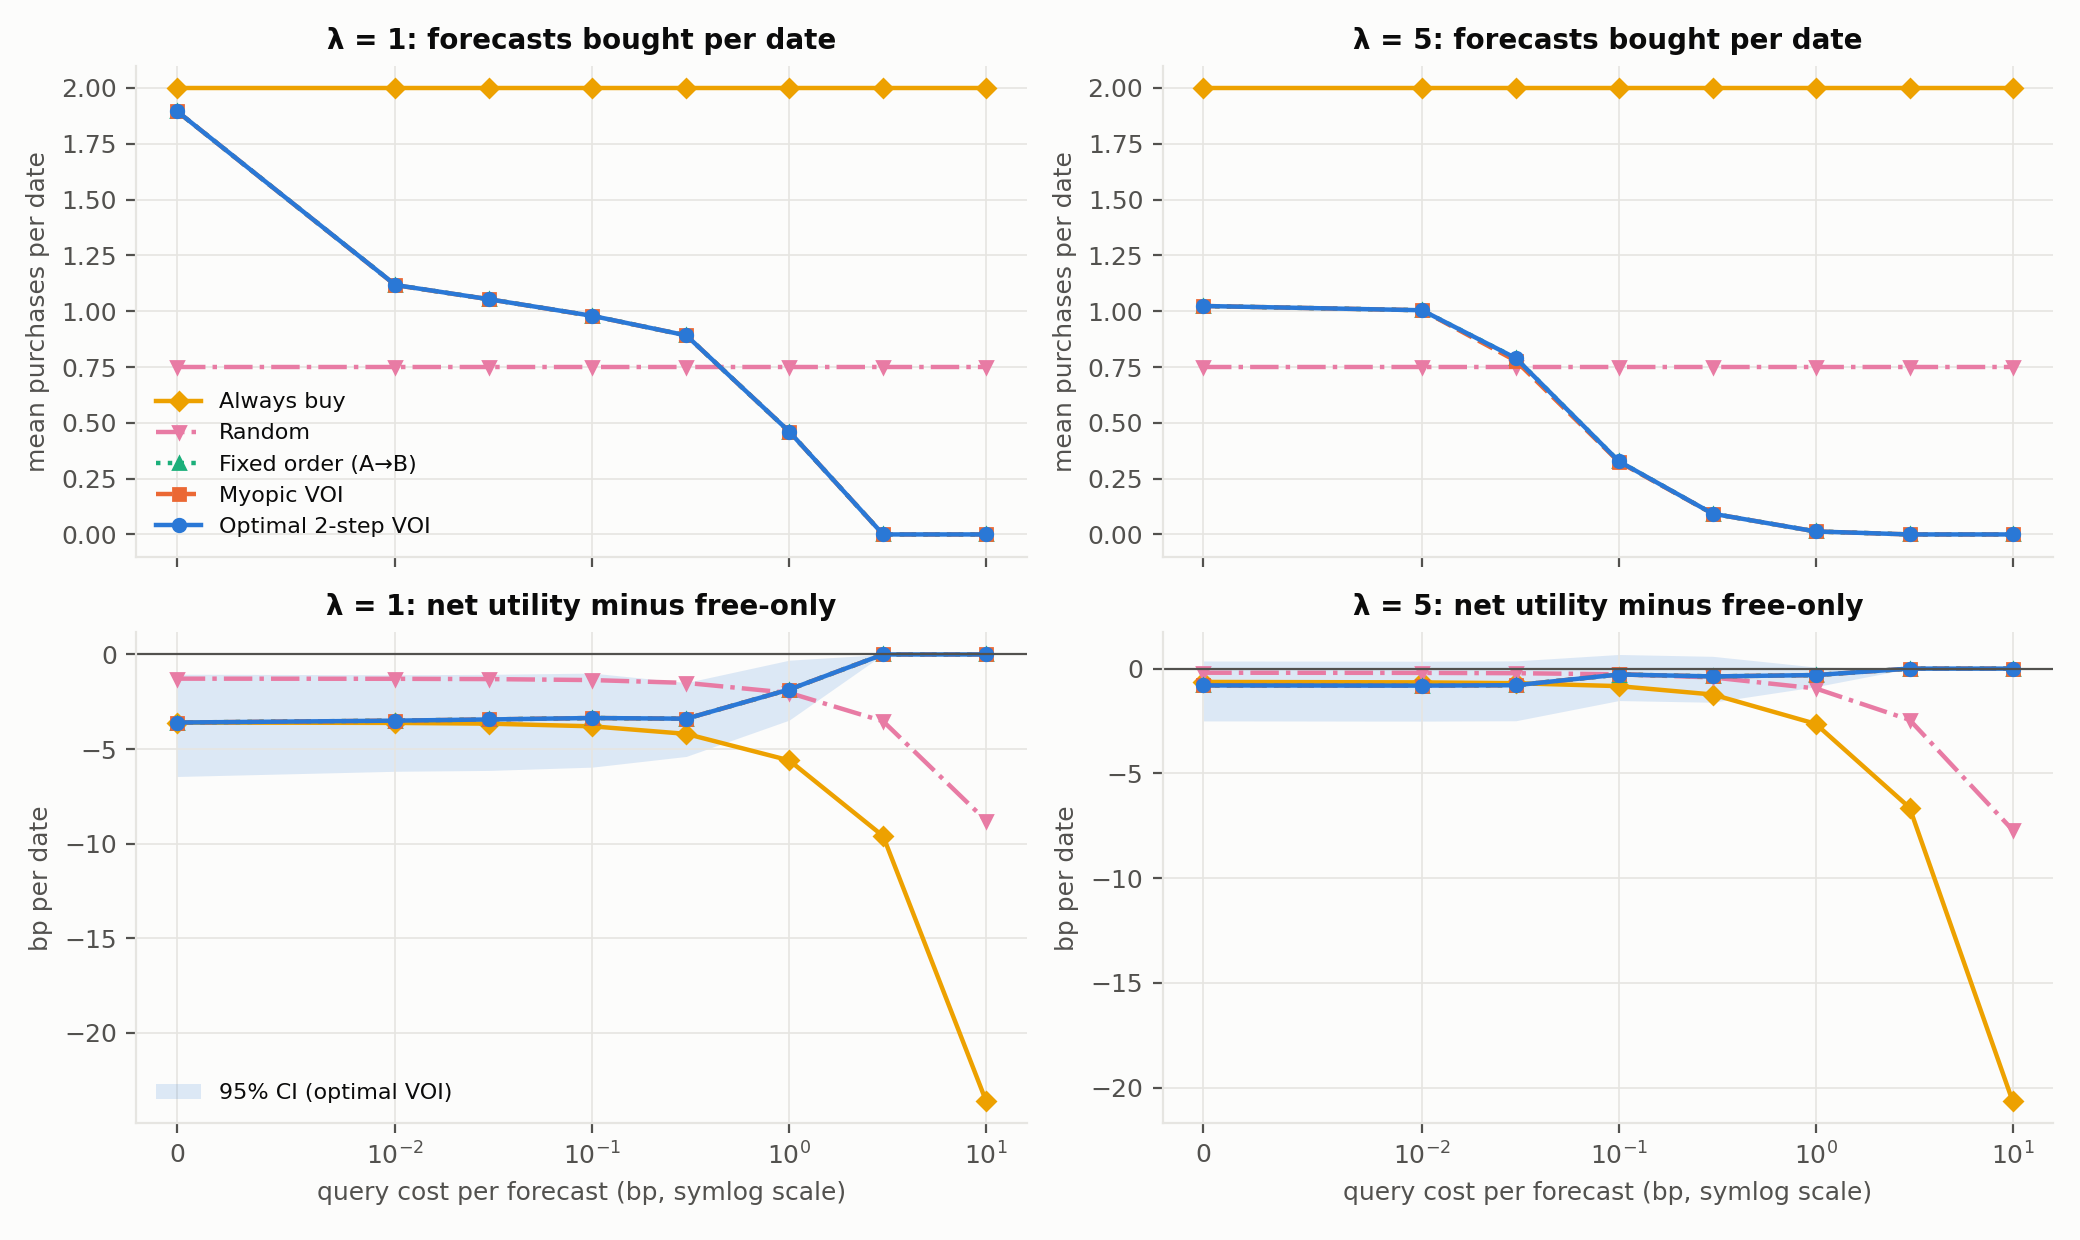 λ = 1: forecasts bought per date
mean purchases per date
2.00
1.75
1.50
1.25
1.00
0.75
0.50
0.25
0.00
Always buy
Random
Fixed order (A→B)
Myopic VOI
Optimal 2-step VOI
λ = 5: forecasts bought per date
mean purchases per date
2.00
1.75
1.50
1.25
1.00
0.75
0.50
0.25
0.00
λ = 1: net utility minus free-only
bp per date
0
−5
−10
−15
−20
95% CI (optimal VOI)
0
10⁻²
10⁻¹
10⁰
10¹
query cost per forecast (bp, symlog scale)
λ = 5: net utility minus free-only
bp per date
0
−5
−10
−15
−20
0
10⁻²
10⁻¹
10⁰
10¹
query cost per forecast (bp, symlog scale)